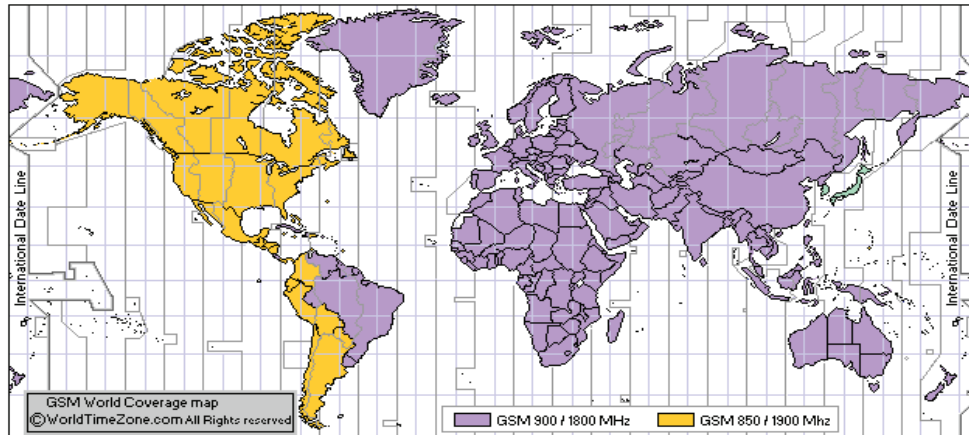 International Date Line
International Date Line
GSM World Coverage map
©WorldTimeZone.com All Rights reserved
GSM 900 / 1800 MHz
GSM 850 / 1900 Mhz